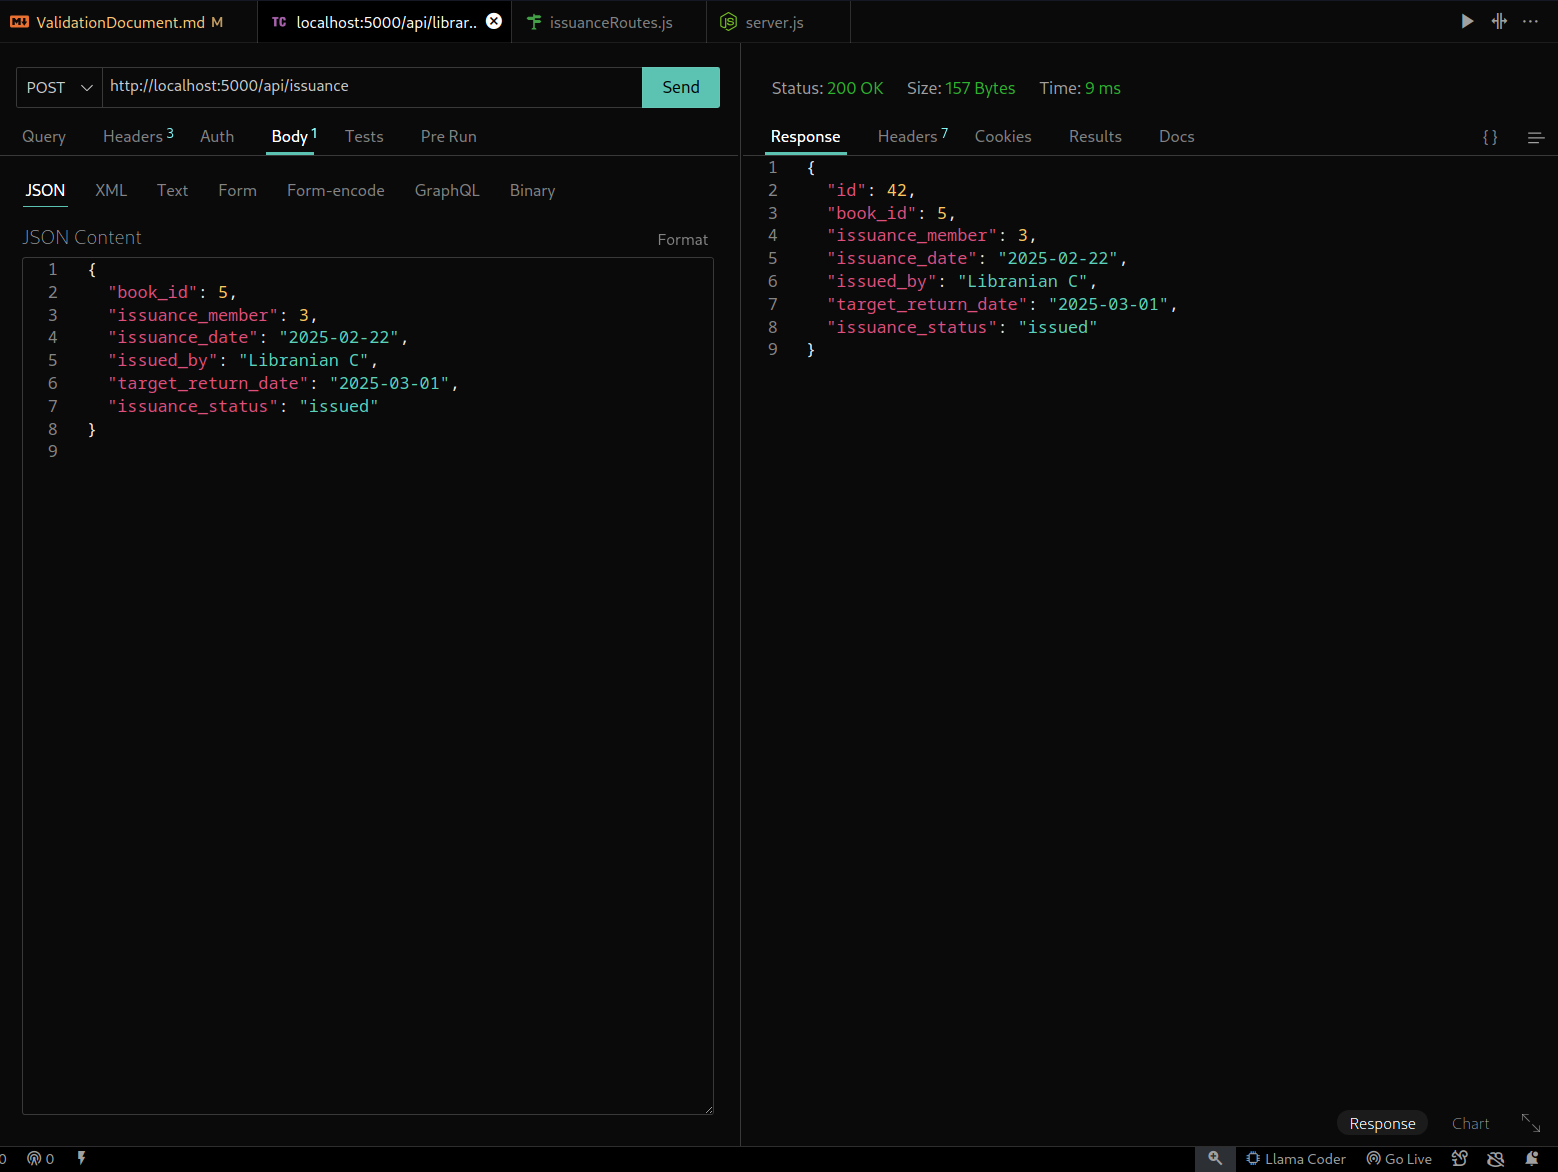 ValidationDocument.md M
TC localhost:5000/api/librar..
issuanceRoutes.js
JS server.js
POST http://localhost:5000/api/issuance Send
Query Headers 3 Auth Body 1 Tests Pre Run
JSON XML Text Form Form-encode GraphQL Binary
JSON Content Format
1 {
2 "book_id": 5,
3 "issuance_member": 3,
4 "issuance_date": "2025-02-22",
5 "issued_by": "Libranian C",
6 "target_return_date": "2025-03-01",
7 "issuance_status": "issued"
8 }
9
Status: 200 OK Size: 157 Bytes Time: 9 ms
Response Headers 7 Cookies Results Docs { }
1 {
2 "id": 42,
3 "book_id": 5,
4 "issuance_member": 3,
5 "issuance_date": "2025-02-22",
6 "issued_by": "Libranian C",
7 "target_return_date": "2025-03-01",
8 "issuance_status": "issued"
9 }
Response Chart
0 0
Llama Coder Go Live